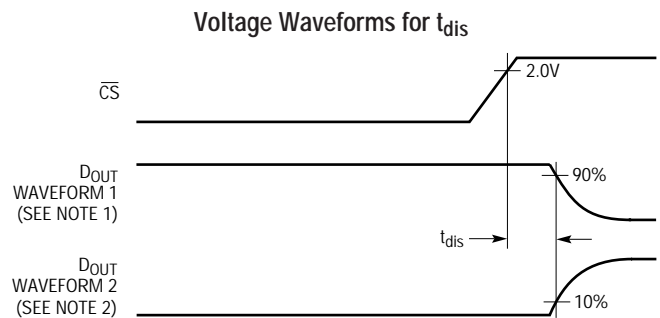 Voltage Waveforms for tdis
CS
2.0V
DOUT
WAVEFORM 1
(SEE NOTE 1)
90%
tdis
DOUT
WAVEFORM 2
(SEE NOTE 2)
10%